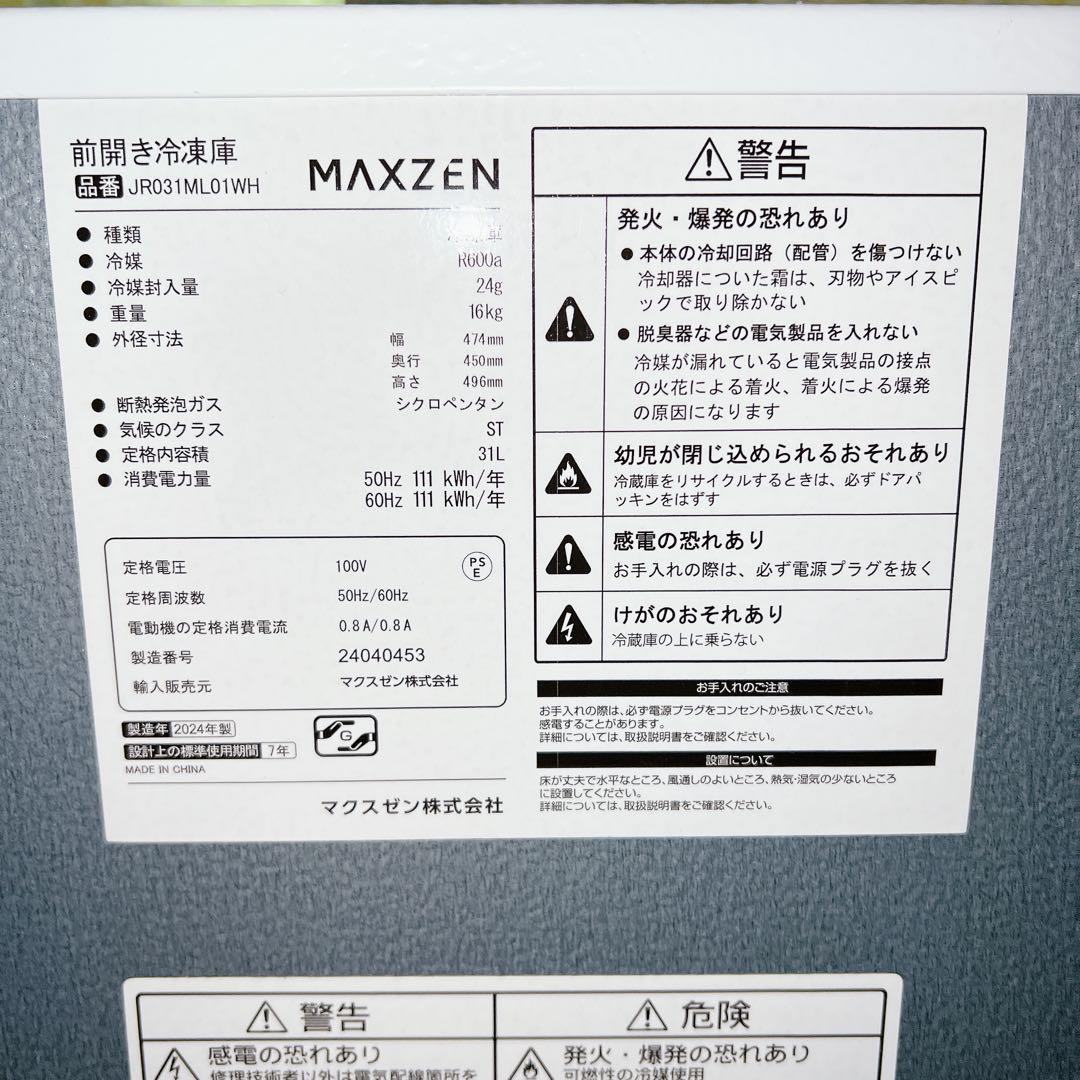 前開き冷凍庫
品番 JR031ML01WH
MAXZEN
● 種類
● 冷媒 R600a
● 冷媒封入量 24g
● 重量 16kg
● 外径寸法 幅 474mm
奥行 450mm
高さ 496mm
● 断熱発泡ガス シクロペンタン
● 気候のクラス ST
● 定格内容積 31L
● 消費電力量 50Hz 111 kWh/年
60Hz 111 kWh/年
定格電圧 100V
PS
E
定格周波数 50Hz/60Hz
電動機の定格消費電流 0.8A/0.8A
製造番号 24040453
輸入販売元 マクスゼン株式会社
製造年 2024年製
設計上の標準使用期間 7年
G
MADE IN CHINA
マクスゼン株式会社
警告
発火・爆発の恐れあり
● 本体の冷却回路（配管）を傷つけない
冷却器についた霜は、刃物やアイスピ
ックで取り除かない
● 脱臭器などの電気製品を入れない
冷媒が漏れていると電気製品の接点
の火花による着火、着火による爆発
の原因になります
幼児が閉じ込められるおそれあり
冷蔵庫をリサイクルするときは、必ずドアパ
ッキンをはずす
感電の恐れあり
お手入れの際は、必ず電源プラグを抜く
けがのおそれあり
冷蔵庫の上に乗らない
お手入れのご注意
お手入れの際は、必ず電源プラグをコンセントから抜いてください。
感電することがあります。
詳細については、取扱説明書をご確認ください。
設置について
床が丈夫で水平なところ、風通しのよいところ、熱気・湿気の少ないところ
に設置してください。
詳細については、取扱説明書をご確認ください。
警告
感電の恐れあり
修理技術者以外は電気配線箇所を
危険
発火・爆発の恐れあり
可燃性の冷媒使用